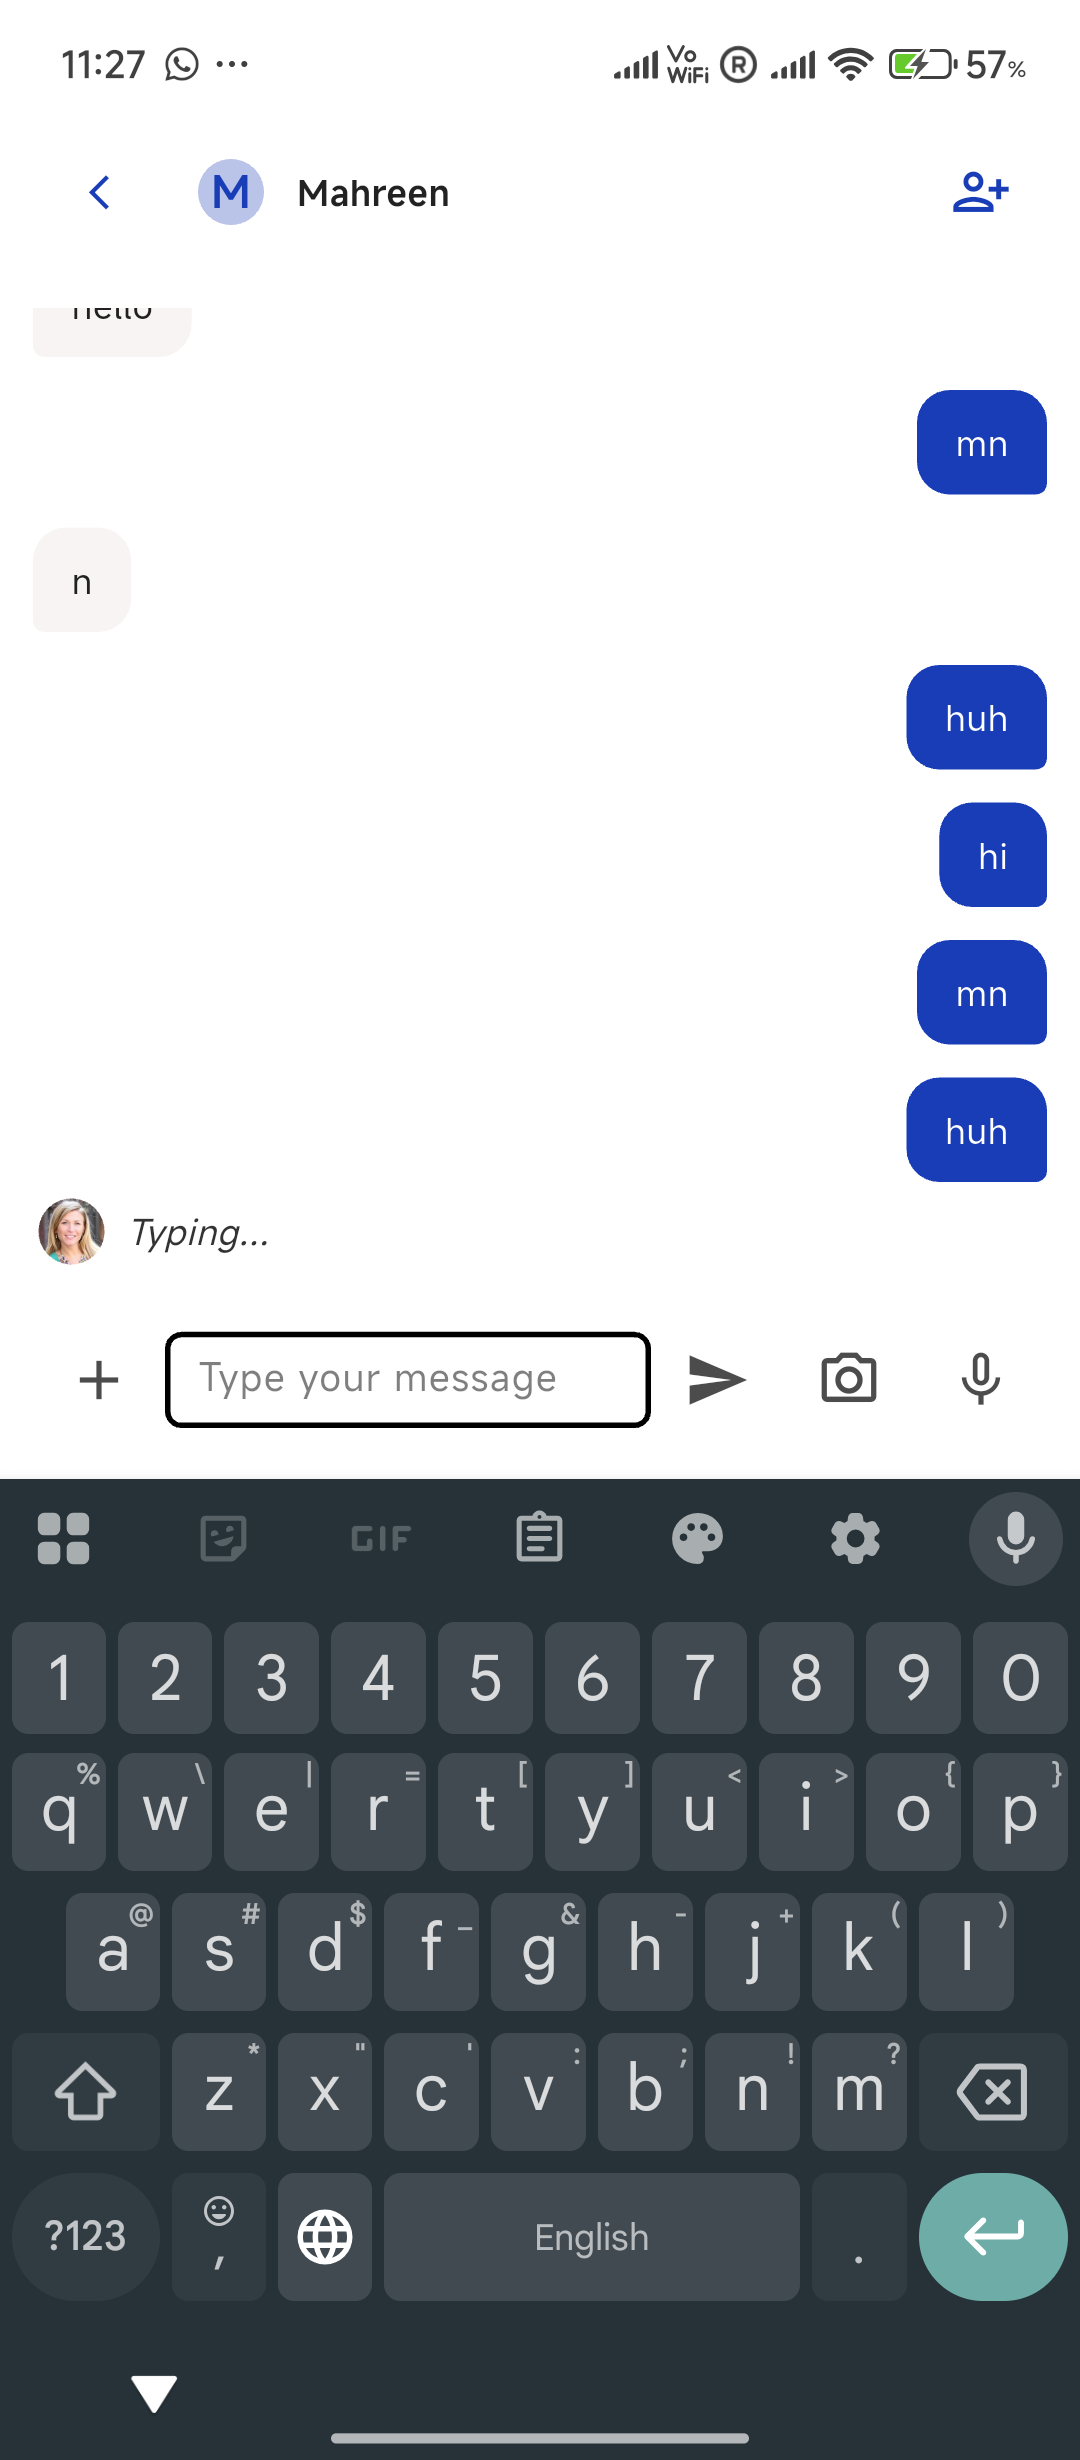 11:27 ... Vo WiFi R 57%
M Mahreen
hello
mn
n
huh
hi
mn
huh
Typing...
Type your message
GIF
1 2 3 4 5 6 7 8 9 0
% \ | = [ ] < > { }
q w e r t y u i o p
@ # $ _ & - + ( )
a s d f g h j k l
* " ' : ; ! ?
z x c v b n m
?123 , English .